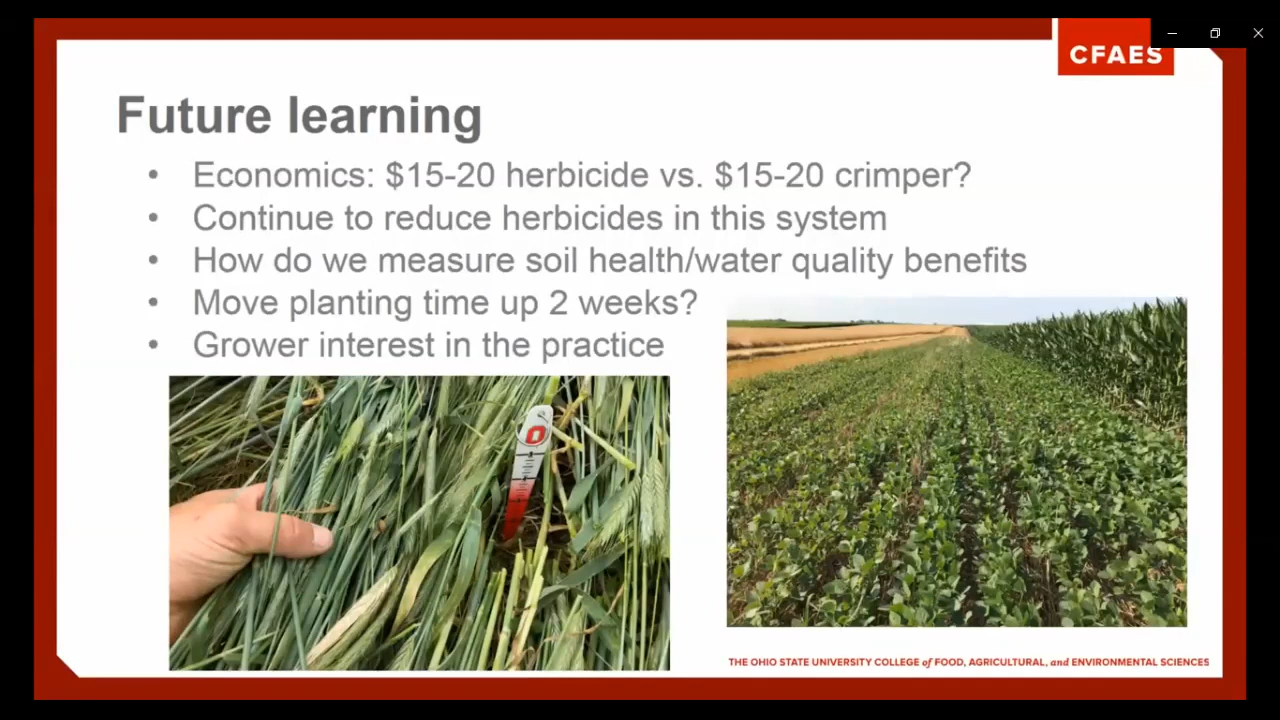 CFAES
Future learning
• Economics: $15-20 herbicide vs. $15-20 crimper?
• Continue to reduce herbicides in this system
• How do we measure soil health/water quality benefits
• Move planting time up 2 weeks?
• Grower interest in the practice
O
THE OHIO STATE UNIVERSITY COLLEGE of FOOD, AGRICULTURAL, and ENVIRONMENTAL SCIENCES